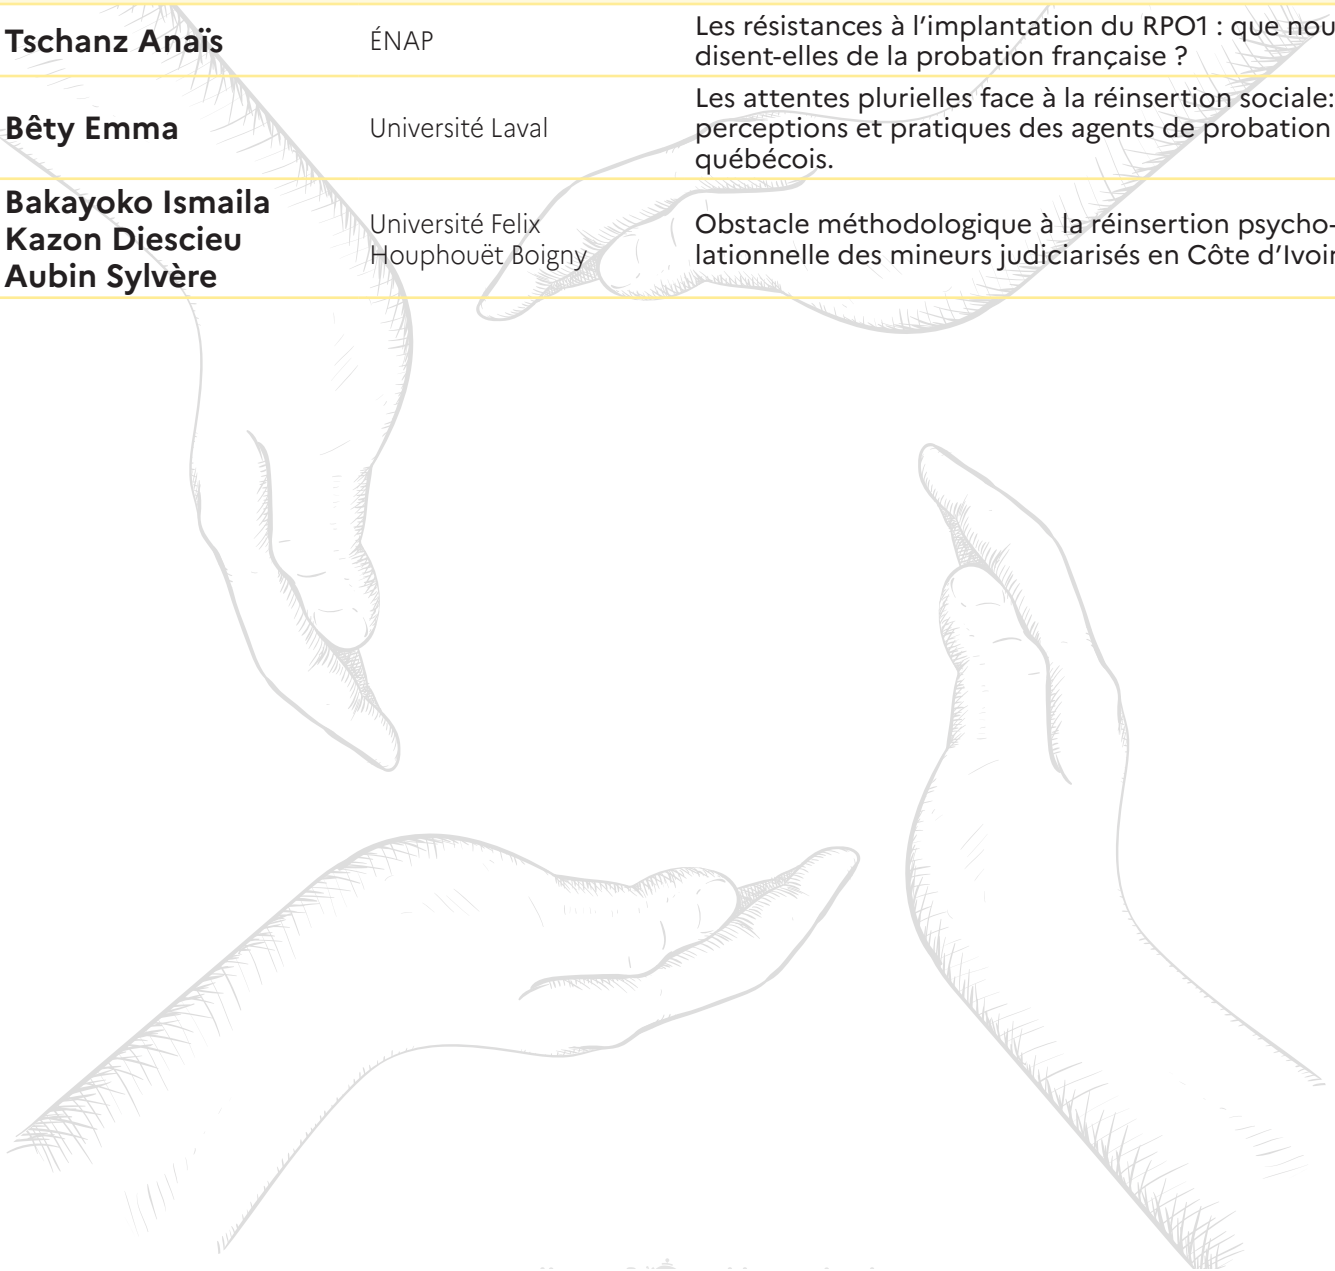 Tschanz Anaïs
ÉNAP
Les résistances à l’implantation du RPO1 : que nou
disent-elles de la probation française ?
Bêty Emma
Université Laval
Les attentes plurielles face à la réinsertion sociale:
perceptions et pratiques des agents de probation
québécois.
Bakayoko Ismaila
Kazon Diescieu
Aubin Sylvère
Université Felix
Houphouët Boigny
Obstacle méthodologique à la réinsertion psycho-
lationnelle des mineurs judiciarisés en Côte d’Ivoir